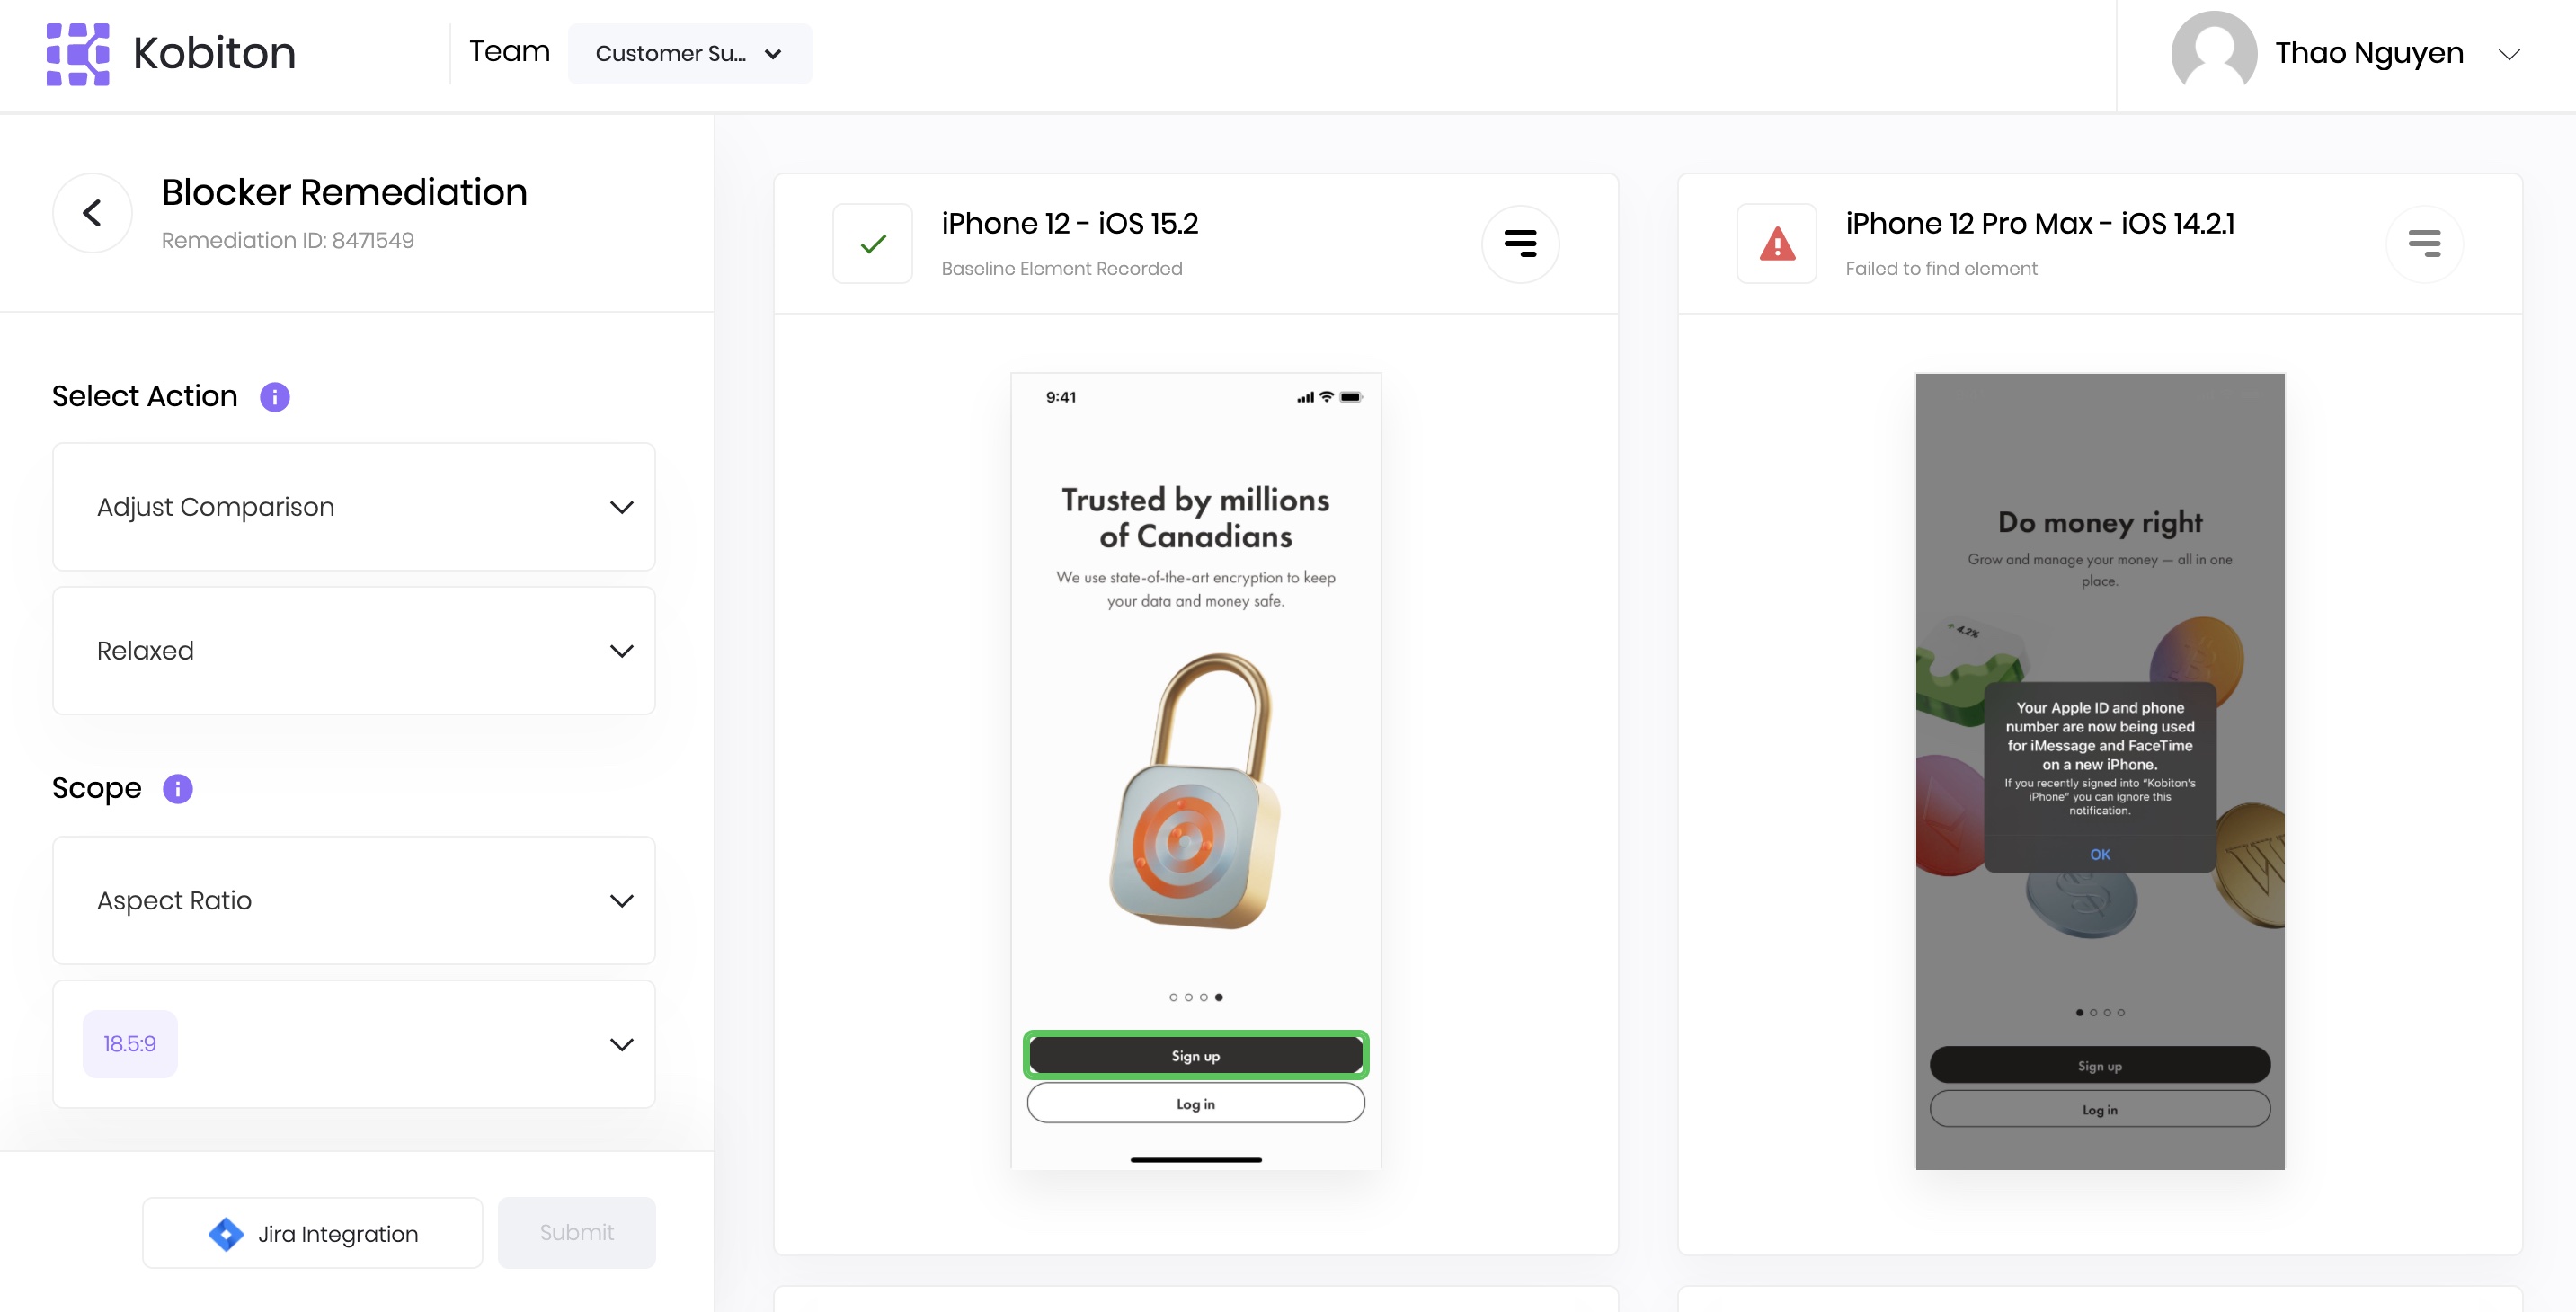 Kobiton
Team
Customer Su...
Thao Nguyen
Blocker Remediation
Remediation ID: 8471549
Select Action
Adjust Comparison
Relaxed
Scope
Aspect Ratio
18.5:9
Jira Integration
Submit
iPhone 12 - iOS 15.2
Baseline Element Recorded
9:41
Trusted by millions
of Canadians
We use state-of-the-art encryption to keep
your data and money safe.
Sign up
Log in
iPhone 12 Pro Max - iOS 14.2.1
Failed to find element
Do money right
Grow and manage your money — all in one
place.
4.2%
Your Apple ID and phone
number are now being used
for iMessage and FaceTime
on a new iPhone.
If you recently signed into “Kobiton's
iPhone” you can ignore this
notification.
OK
Sign up
Log in